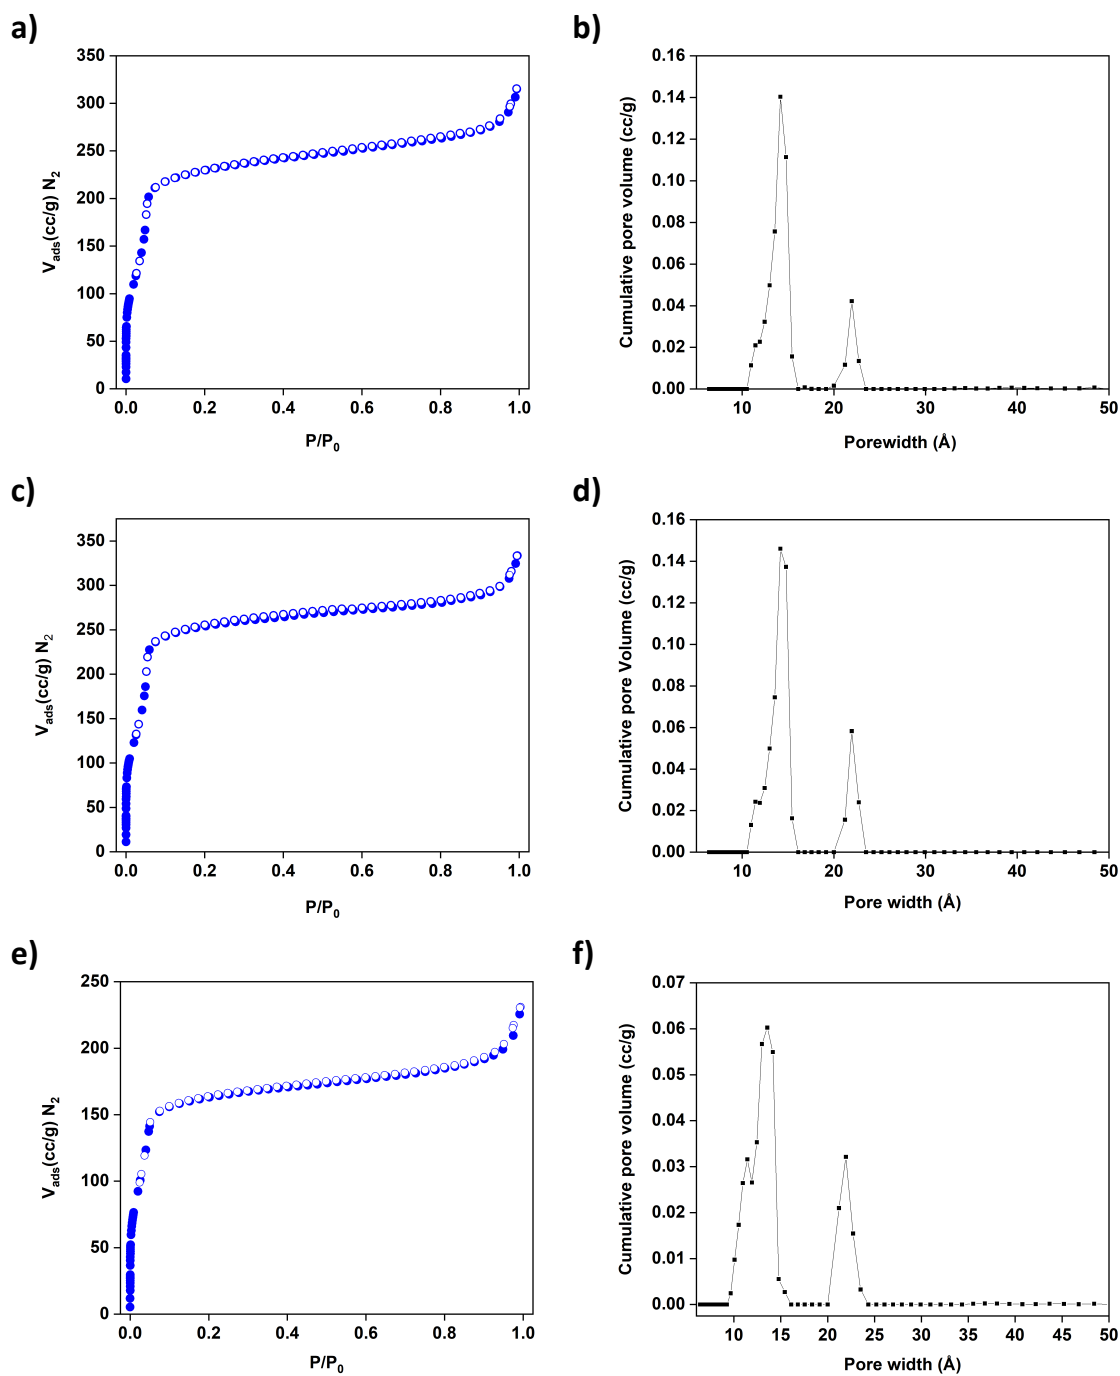 a)
350
300
250
200
150
100
50
0
V_ads(cc/g) N₂
0.0 0.2 0.4 0.6 0.8 1.0
P/P₀
b)
0.16
0.14
0.12
0.10
0.08
0.06
0.04
0.02
0.00
Cumulative pore volume (cc/g)
10 20 30 40 50
Porewidth (Å)
c)
350
300
250
200
150
100
50
0
V_ads(cc/g) N₂
0.0 0.2 0.4 0.6 0.8 1.0
P/P₀
d)
0.16
0.14
0.12
0.10
0.08
0.06
0.04
0.02
0.00
Cumulative pore Volume (cc/g)
10 20 30 40 50
Pore width (Å)
e)
250
200
150
100
50
0
V_ads(cc/g) N₂
0.0 0.2 0.4 0.6 0.8 1.0
P/P₀
f)
0.07
0.06
0.05
0.04
0.03
0.02
0.01
0.00
Cumulative pore volume (cc/g)
10 15 20 25 30 35 40 45 50
Pore width (Å)